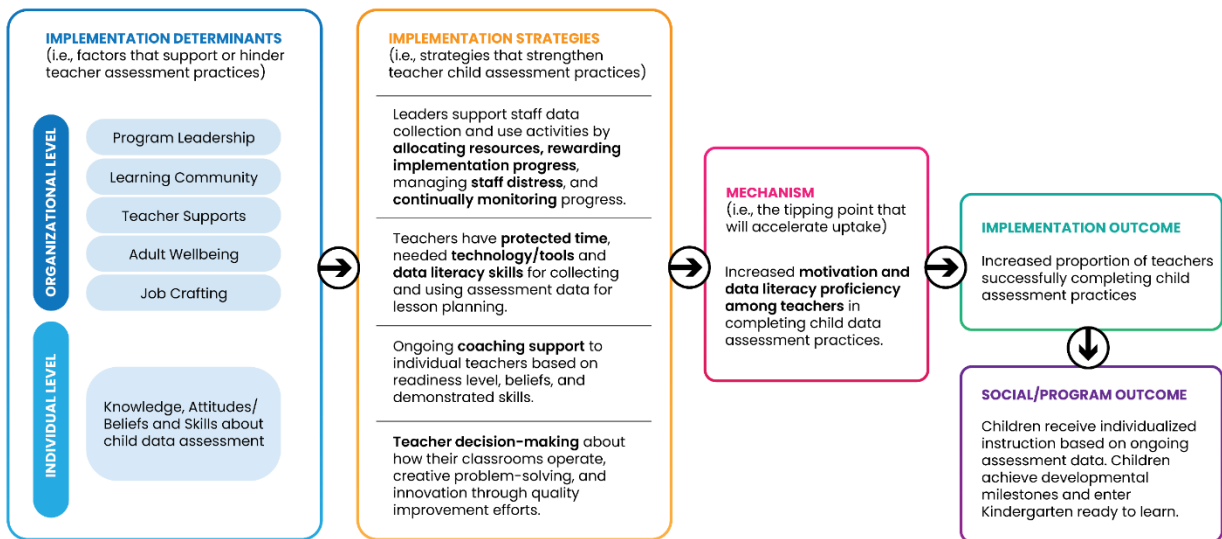 IMPLEMENTATION DETERMINANTS
(i.e., factors that support or hinder
teacher assessment practices)
ORGANIZATIONAL LEVEL
Program Leadership
Learning Community
Teacher Supports
Adult Wellbeing
Job Crafting
INDIVIDUAL LEVEL
Knowledge, Attitudes/
Beliefs and Skills about
child data assessment
IMPLEMENTATION STRATEGIES
(i.e., strategies that strengthen
teacher child assessment practices)
Leaders support staff data
collection and use activities by
allocating resources, rewarding
implementation progress,
managing staff distress, and
continually monitoring progress.
Teachers have protected time,
needed technology/tools and
data literacy skills for collecting
and using assessment data for
lesson planning.
Ongoing coaching support to
individual teachers based on
readiness level, beliefs, and
demonstrated skills.
Teacher decision-making about
how their classrooms operate,
creative problem-solving, and
innovation through quality
improvement efforts.
MECHANISM
(i.e., the tipping point that
will accelerate uptake)
Increased motivation and
data literacy proficiency
among teachers in
completing child data
assessment practices.
IMPLEMENTATION OUTCOME
Increased proportion of teachers
successfully completing child
assessment practices
SOCIAL/PROGRAM OUTCOME
Children receive individualized
instruction based on ongoing
assessment data. Children
achieve developmental
milestones and enter
Kindergarten ready to learn.